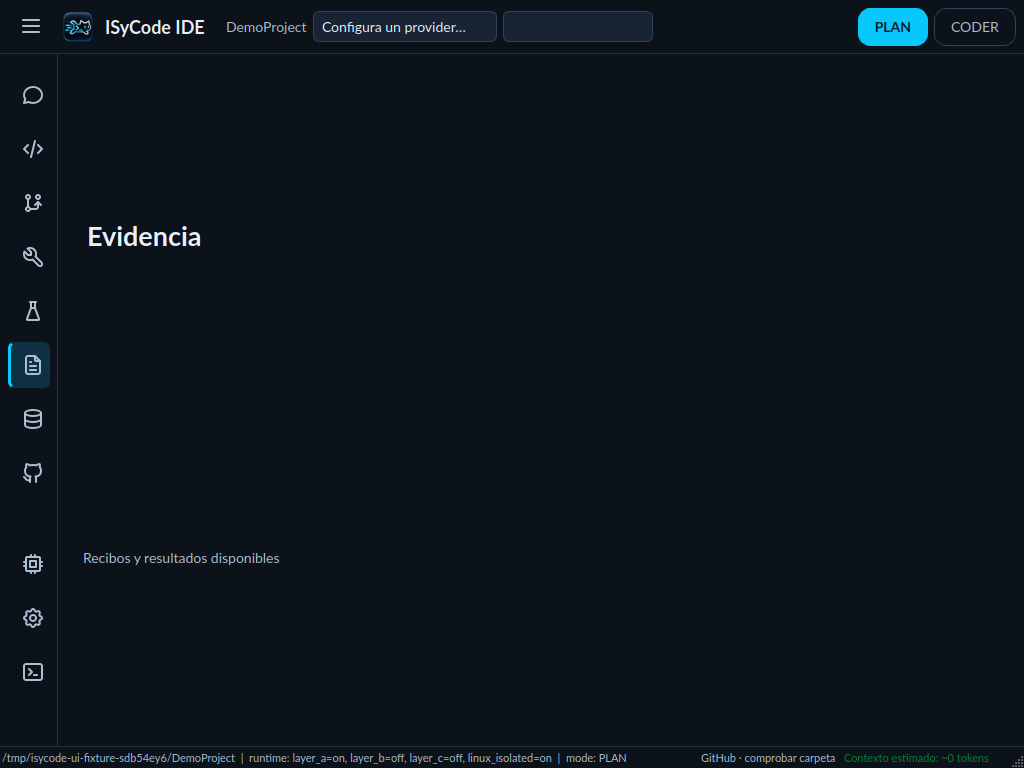 ISyCode IDE DemoProject Configura un provider... PLAN CODER
Evidencia
Recibos y resultados disponibles
/tmp/isycode-ui-fixture-sdb54ey6/DemoProject | runtime: layer_a=on, layer_b=off, layer_c=off, linux_isolated=on | mode: PLAN GitHub · comprobar carpeta Contexto estimado: ~0 tokens